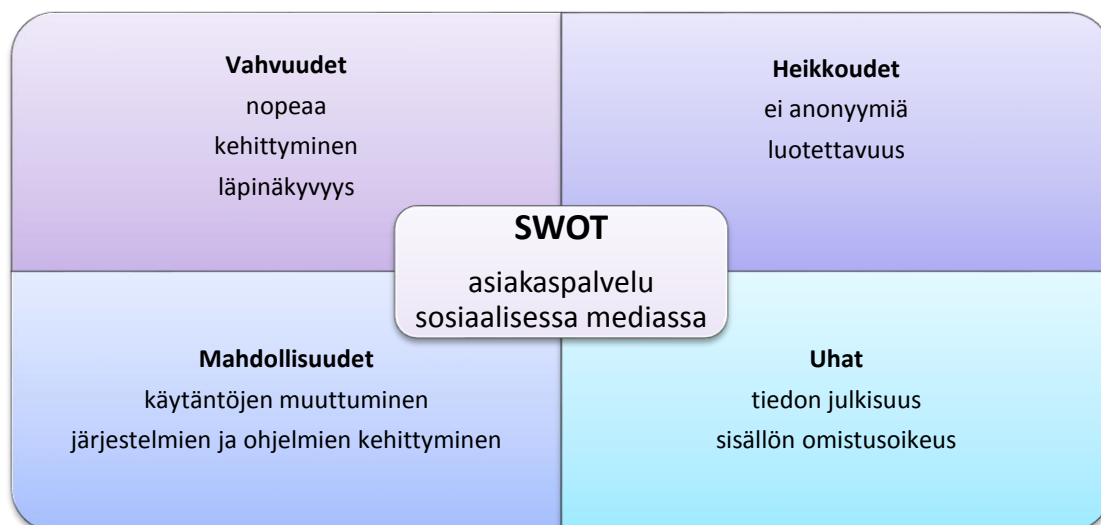 Vahvuudet
nopeaa
kehittyminen
läpinäkyvyys
Heikkoudet
ei anonyymiä
luotettavuus
SWOT
asiakaspalvelu
sosiaalisessa mediassa
Mahdollisuudet
käytäntöjen muuttuminen
järjestelmien ja ohjelmien kehittyminen
Uhat
tiedon julkisuus
sisällön omistusoikeus